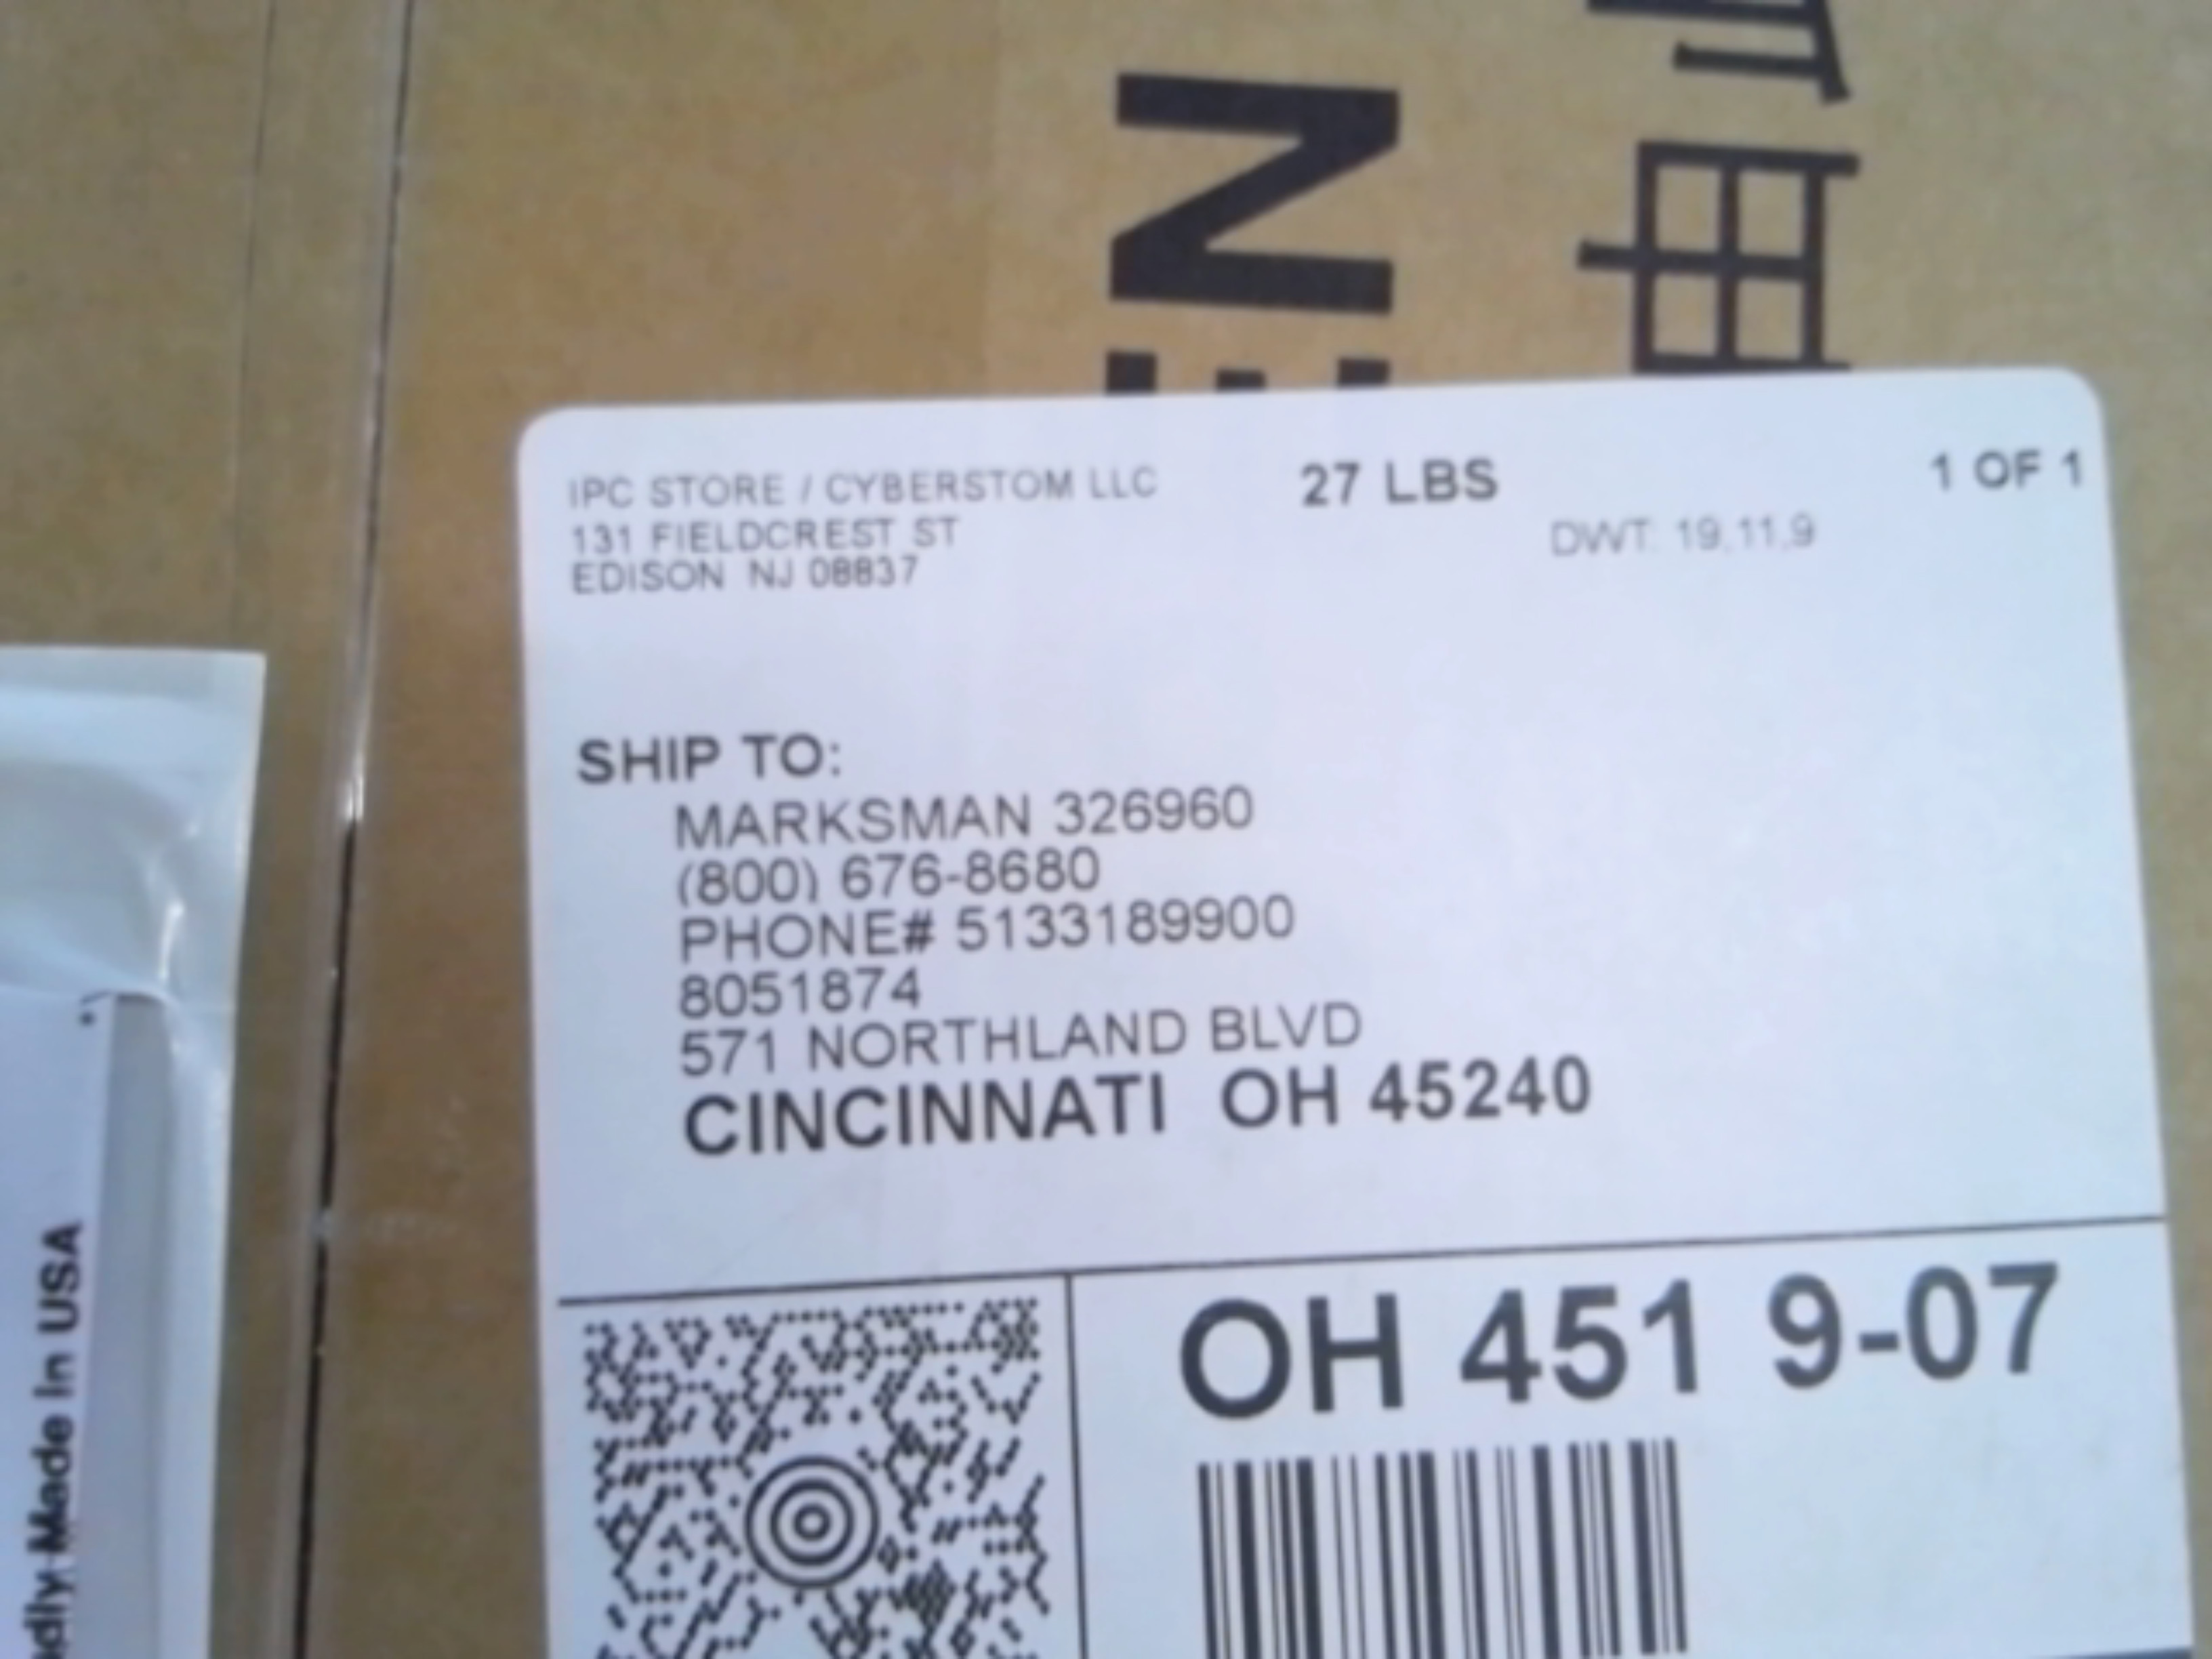 EN
IPC STORE / CYBERSTOM LLC
131 FIELDCREST ST
EDISON NJ 08837
27 LBS
1 OF 1
DWT: 19,11,9
SHIP TO:
MARKSMAN 326960
(800) 676-8680
PHONE# 5133189900
8051874
571 NORTHLAND BLVD
CINCINNATI OH 45240
OH 451 9-07
Made in USA